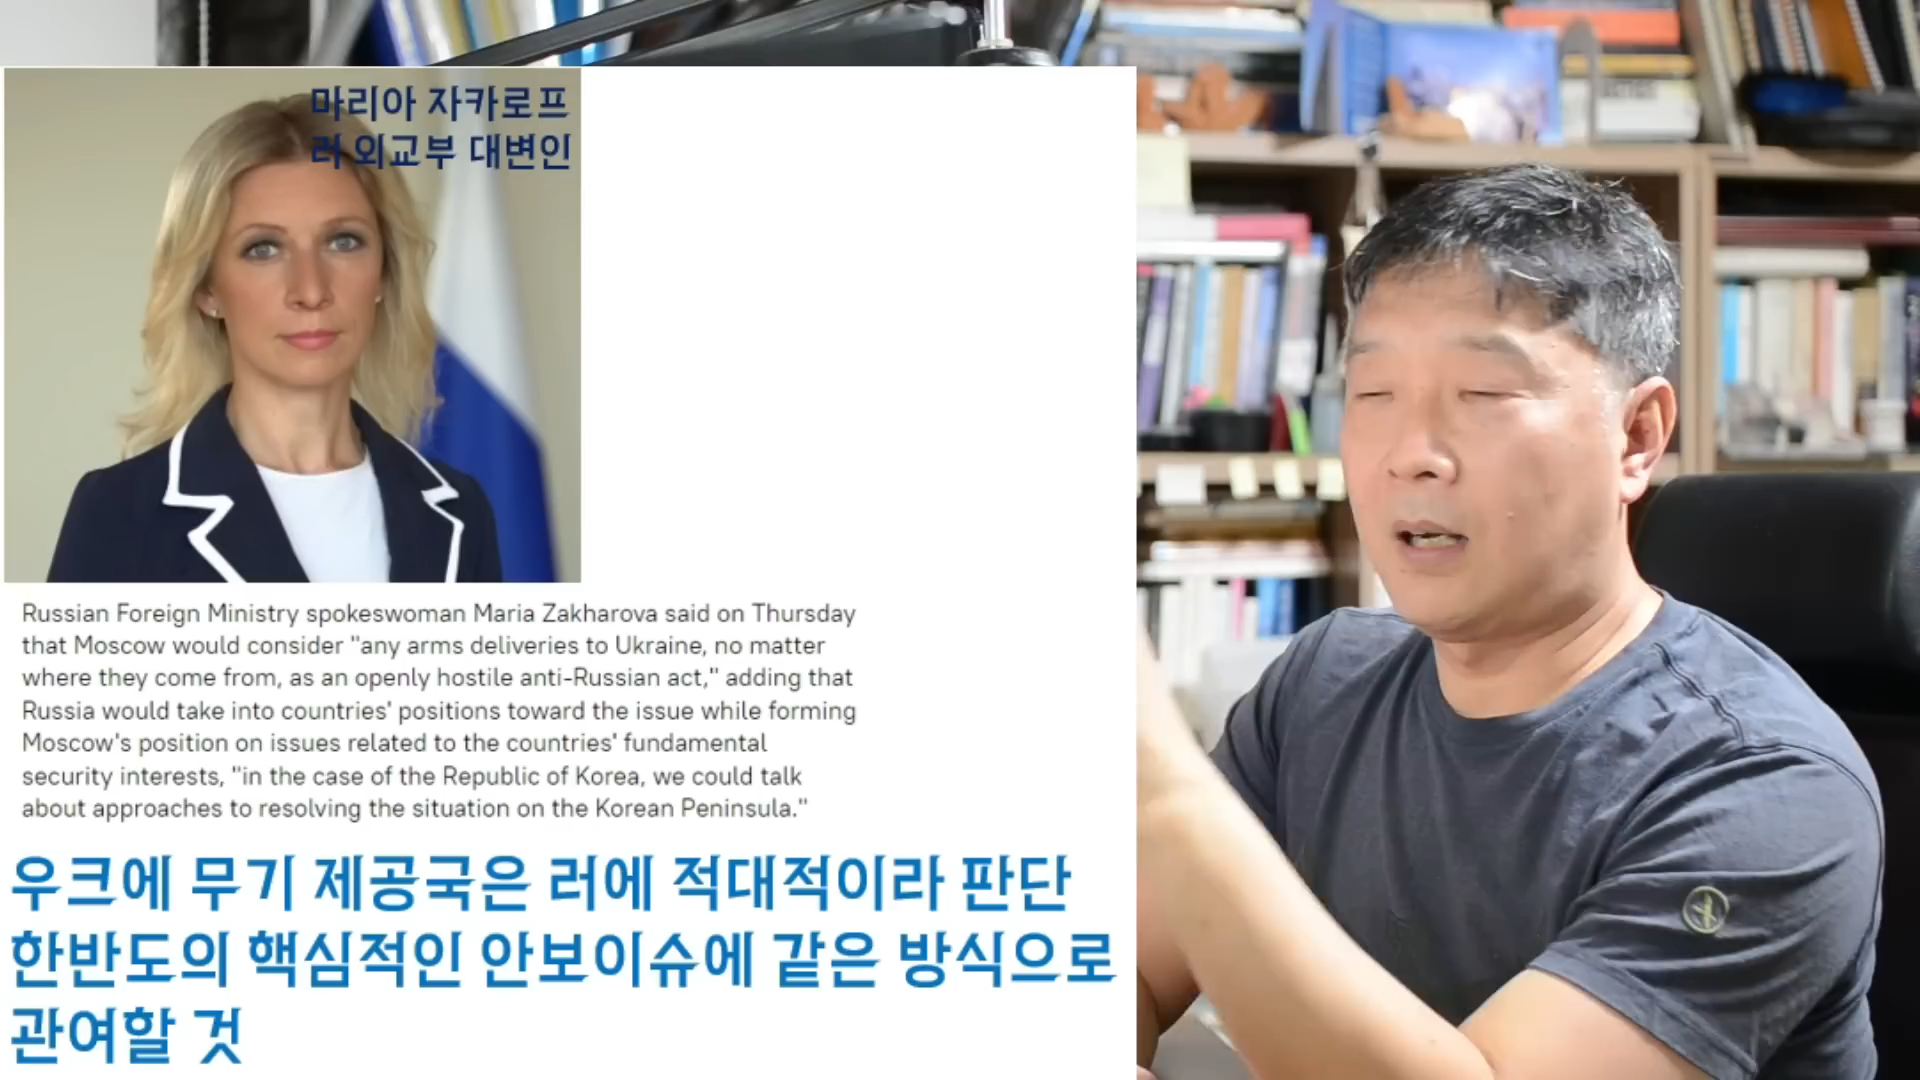 마리아 자카로프
러 외교부 대변인
Russian Foreign Ministry spokeswoman Maria Zakharova said on Thursday
that Moscow would consider "any arms deliveries to Ukraine, no matter
where they come from, as an openly hostile anti-Russian act," adding that
Russia would take into countries' positions toward the issue while forming
Moscow's position on issues related to the countries' fundamental
security interests, "in the case of the Republic of Korea, we could talk
about approaches to resolving the situation on the Korean Peninsula."
우크에 무기 제공국은 러에 적대적이라 판단
한반도의 핵심적인 안보이슈에 같은 방식으로
관여할 것